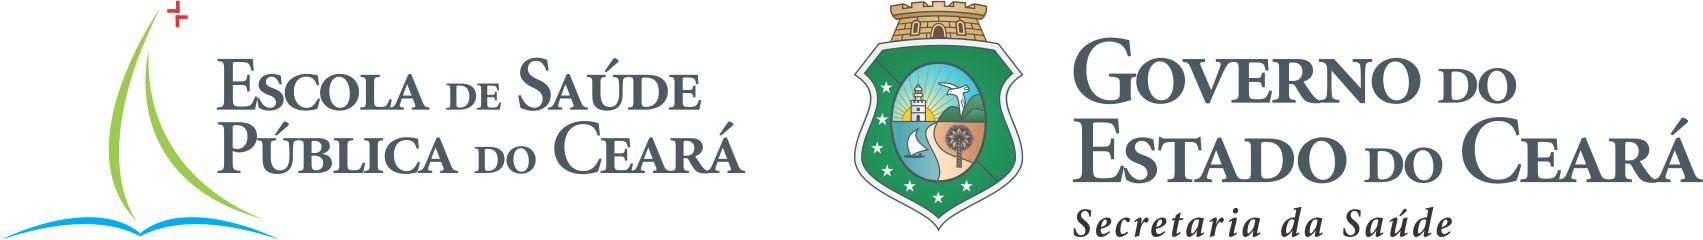 Escola de Saúde
Pública do Ceará
Governo do
Estado do Ceará
Secretaria da Saúde